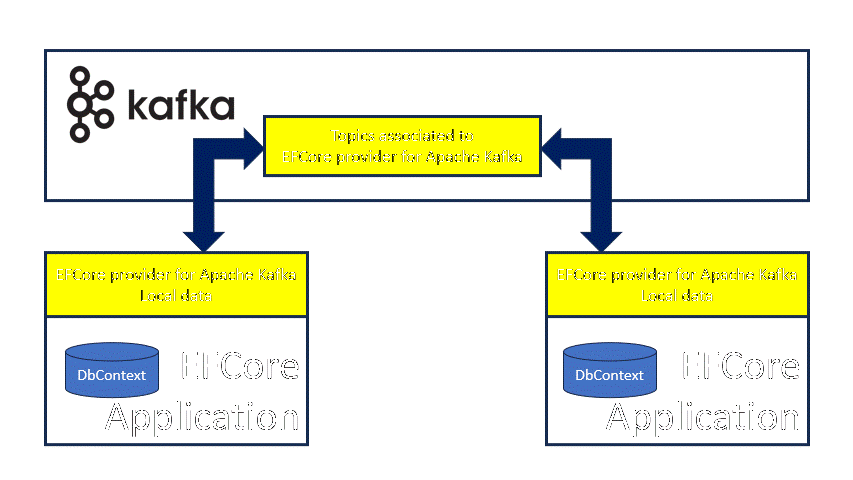 kafka
Topics associated to
EFCore provider for Apache Kafka
EFCore provider for Apache Kafka
Local data
EFCore provider for Apache Kafka
Local data
DbContext
EFCore
Application
DbContext
EFCore
Application